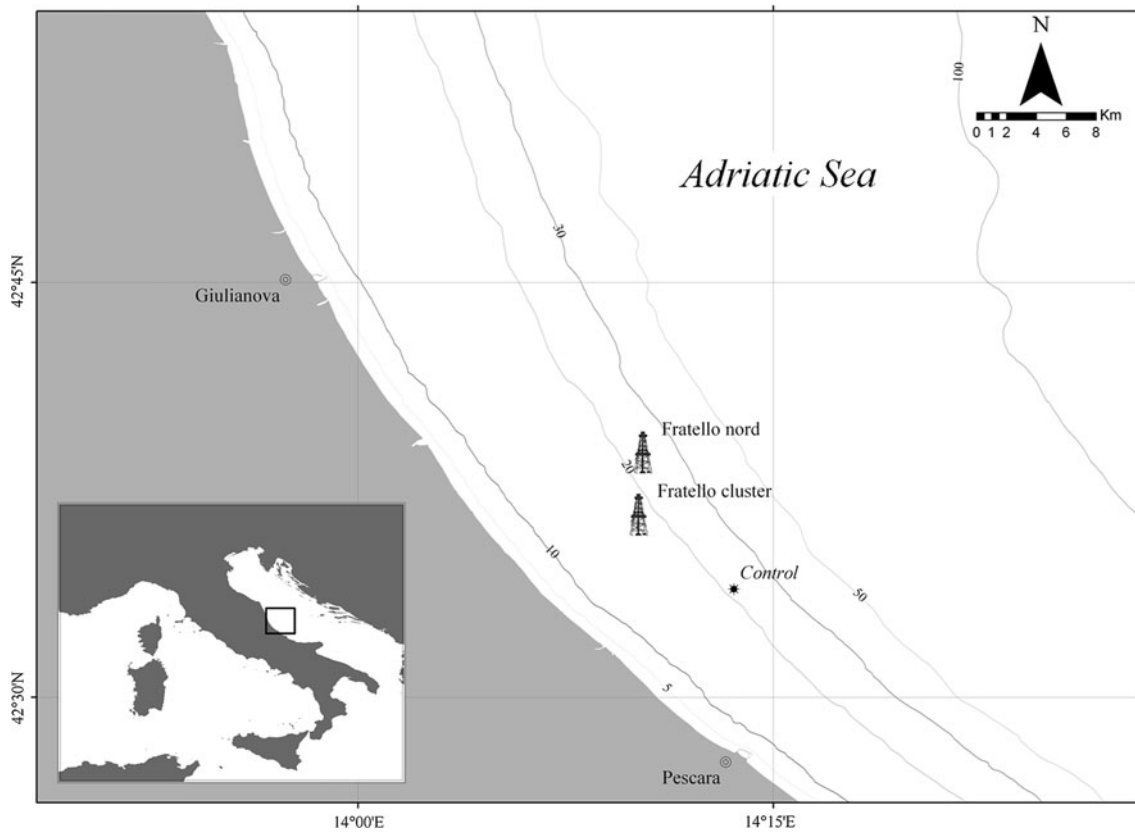 N
100
Km
0 1 2 4 6 8
Adriatic Sea
30
42°45'N
Giulianova
Fratello nord
20
Fratello cluster
10
Control
50
5
42°30'N
Pescara
14°00'E
14°15'E